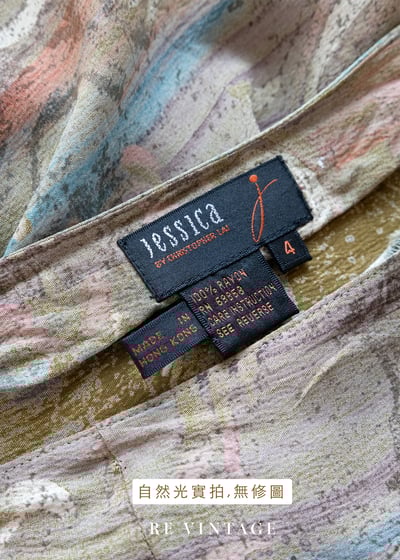 jessica
j
BY CHRISTOPHER LAI
4
100% RAYON
RN 58858
CARE INSTRUCTION
SEE REVERSE
MADE IN
HONG KONG
自然光實拍,無修圖
RE VINTAGE